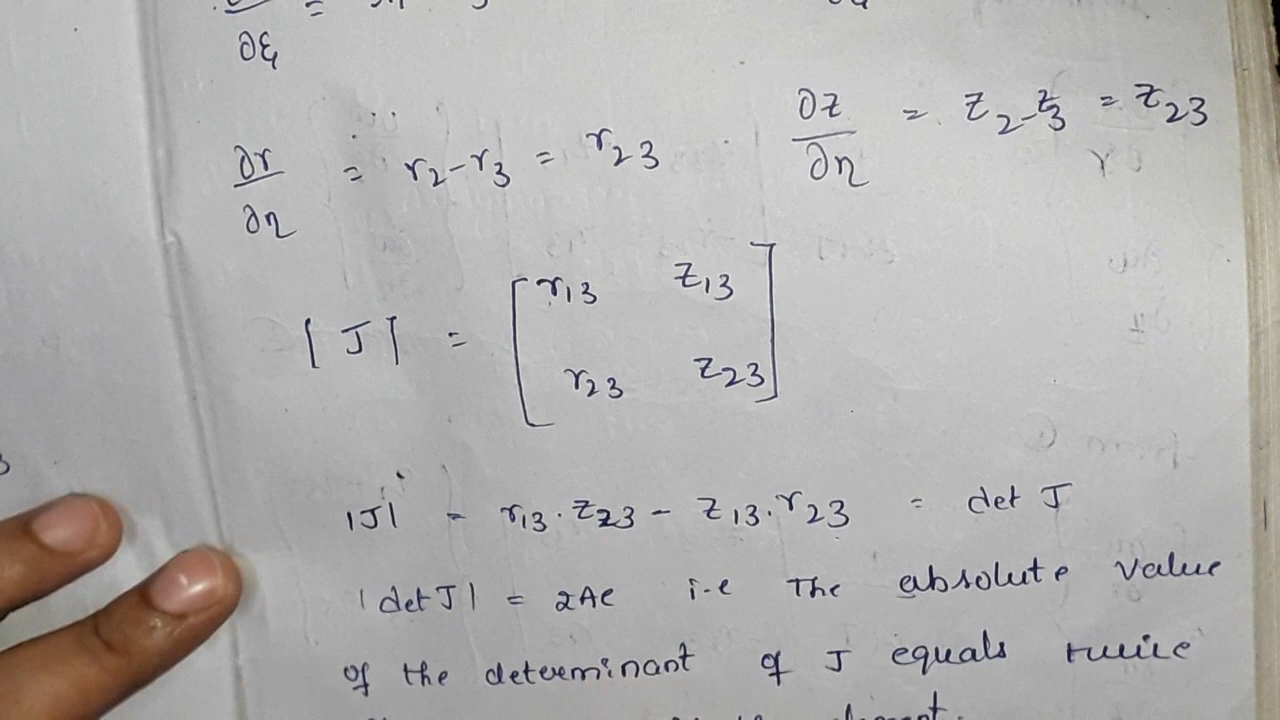 ∂ξ
∂r/∂η = r₂-r₃ = r₂₃ ∂z/∂η = z₂-z₃ = z₂₃
[J] = [ r₁₃ z₁₃
r₂₃ z₂₃ ]
|J| = r₁₃ . z₂₃ - z₁₃ . r₂₃ = det J
|det J| = 2Ae i.e The absolute value
of the determinant of J equals twice
element.